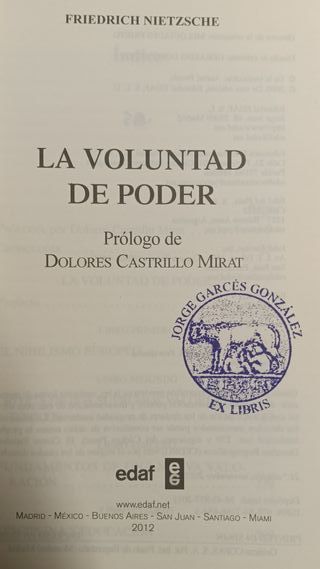 FRIEDRICH NIETZSCHE
LA VOLUNTAD
DE PODER
Prólogo de
DOLORES CASTRILLO MIRAT
JORGE GARCÉS GONZÁLEZ
EX LIBRIS
edaf
www.edaf.net
MADRID - MÉXICO - BUENOS AIRES - SAN JUAN - SANTIAGO - MIAMI
2012